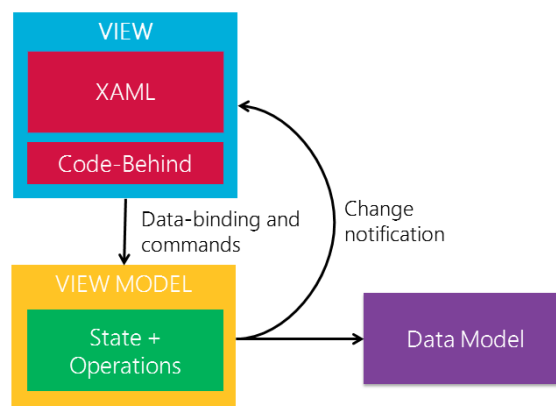 VIEW
XAML
Code-Behind
Data-binding and
commands
Change
notification
VIEW MODEL
State +
Operations
Data Model